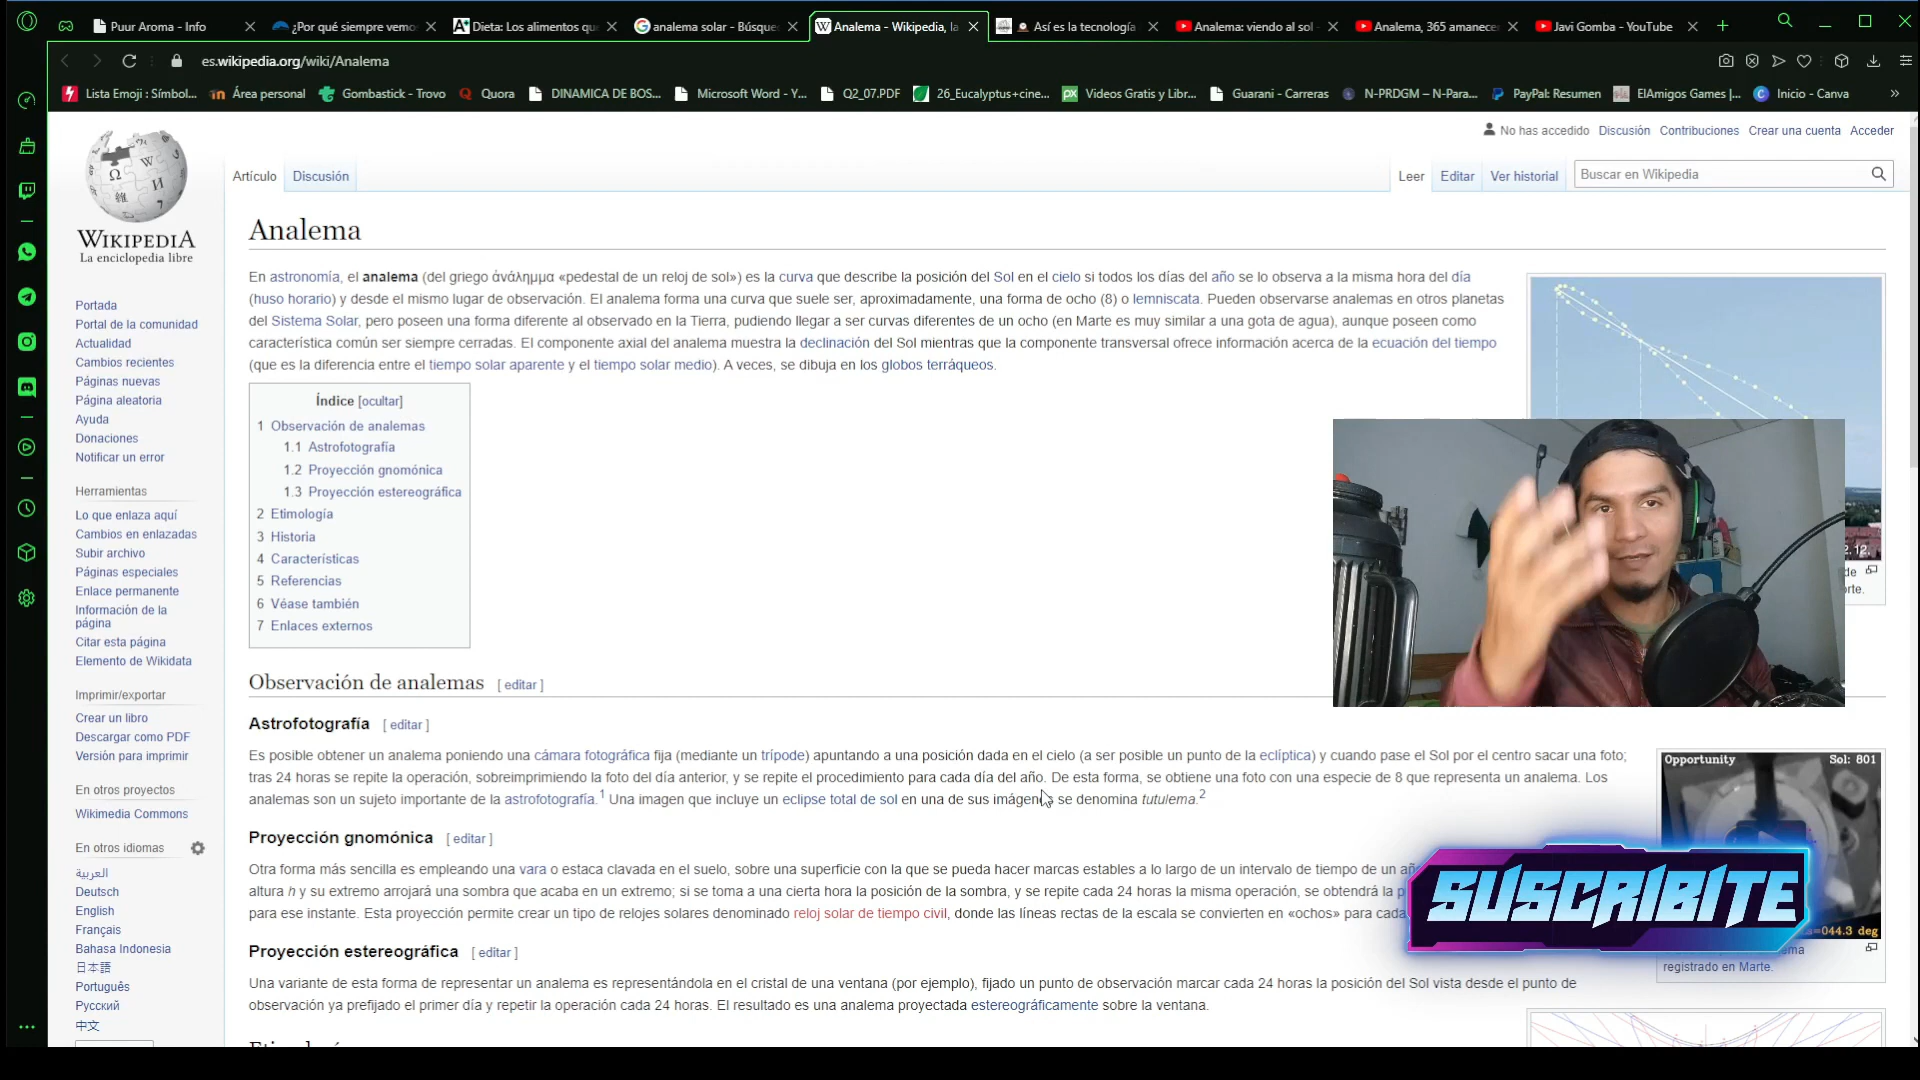 Puur Aroma - Info
¿Por qué siempre vemo
Dieta: Los alimentos qu
analema solar - Búsque
Analema - Wikipedia, la
Así es la tecnología
Analema: viendo al sol -
Analema, 365 amanece
Javi Gomba - YouTube
es.wikipedia.org/wiki/Analema
Lista Emoji : Símbol...
Área personal
Gombastick - Trovo
Quora
DINAMICA DE BOS...
Microsoft Word - Y...
Q2_07.PDF
26_Eucalyptus+cine...
Videos Gratis y Libr...
Guarani - Carreras
N-PRDGM – N-Para...
PayPal: Resumen
ElAmigos Games |...
Inicio - Canva
No has accedido Discusión Contribuciones Crear una cuenta Acceder
WIKIPEDIA
La enciclopedia libre
Artículo Discusión
Leer Editar Ver historial
Buscar en Wikipedia
Portada
Portal de la comunidad
Actualidad
Cambios recientes
Páginas nuevas
Página aleatoria
Ayuda
Donaciones
Notificar un error
Herramientas
Lo que enlaza aquí
Cambios en enlazadas
Subir archivo
Páginas especiales
Enlace permanente
Información de la
página
Citar esta página
Elemento de Wikidata
Imprimir/exportar
Crear un libro
Descargar como PDF
Versión para imprimir
En otros proyectos
Wikimedia Commons
En otros idiomas
العربية
Deutsch
English
Français
Bahasa Indonesia
日本語
Português
Русский
中文
Analema
En astronomía, el analema (del griego ἀνάλημμα «pedestal de un reloj de sol») es la curva que describe la posición del Sol en el cielo si todos los días del año se lo observa a la misma hora del día
(huso horario) y desde el mismo lugar de observación. El analema forma una curva que suele ser, aproximadamente, una forma de ocho (8) o lemniscata. Pueden observarse analemas en otros planetas
del Sistema Solar, pero poseen una forma diferente al observado en la Tierra, pudiendo llegar a ser curvas diferentes de un ocho (en Marte es muy similar a una gota de agua), aunque poseen como
característica común ser siempre cerradas. El componente axial del analema muestra la declinación del Sol mientras que la componente transversal ofrece información acerca de la ecuación del tiempo
(que es la diferencia entre el tiempo solar aparente y el tiempo solar medio). A veces, se dibuja en los globos terráqueos.
Índice [ocultar]
1 Observación de analemas
1.1 Astrofotografía
1.2 Proyección gnomónica
1.3 Proyección estereográfica
2 Etimología
3 Historia
4 Características
5 Referencias
6 Véase también
7 Enlaces externos
2.12.
de
rte.
Observación de analemas [ editar ]
Astrofotografía [ editar ]
Es posible obtener un analema poniendo una cámara fotográfica fija (mediante un trípode) apuntando a una posición dada en el cielo (a ser posible un punto de la eclíptica) y cuando pase el Sol por el centro sacar una foto;
tras 24 horas se repite la operación, sobreimprimiendo la foto del día anterior, y se repite el procedimiento para cada día del año. De esta forma, se obtiene una foto con una especie de 8 que representa un analema. Los
analemas son un sujeto importante de la astrofotografía.1 Una imagen que incluye un eclipse total de sol en una de sus imágenes se denomina tutulema.2
Proyección gnomónica [ editar ]
Otra forma más sencilla es empleando una vara o estaca clavada en el suelo, sobre una superficie con la que se pueda hacer marcas estables a lo largo de un intervalo de tiempo de un añ
altura h y su extremo arrojará una sombra que acaba en un extremo; si se toma a una cierta hora la posición de la sombra, y se repite cada 24 horas la misma operación, se obtendrá la p
para ese instante. Esta proyección permite crear un tipo de relojes solares denominado reloj solar de tiempo civil, donde las líneas rectas de la escala se convierten en «ochos» para cada
Proyección estereográfica [ editar ]
Una variante de esta forma de representar un analema es representándola en el cristal de una ventana (por ejemplo), fijado un punto de observación marcar cada 24 horas la posición del Sol vista desde el punto de
observación ya prefijado el primer día y repetir la operación cada 24 horas. El resultado es una analema proyectada estereográficamente sobre la ventana.
Opportunity Sol: 801
SUSCRIBITE
=044.3 deg
ema
registrado en Marte.